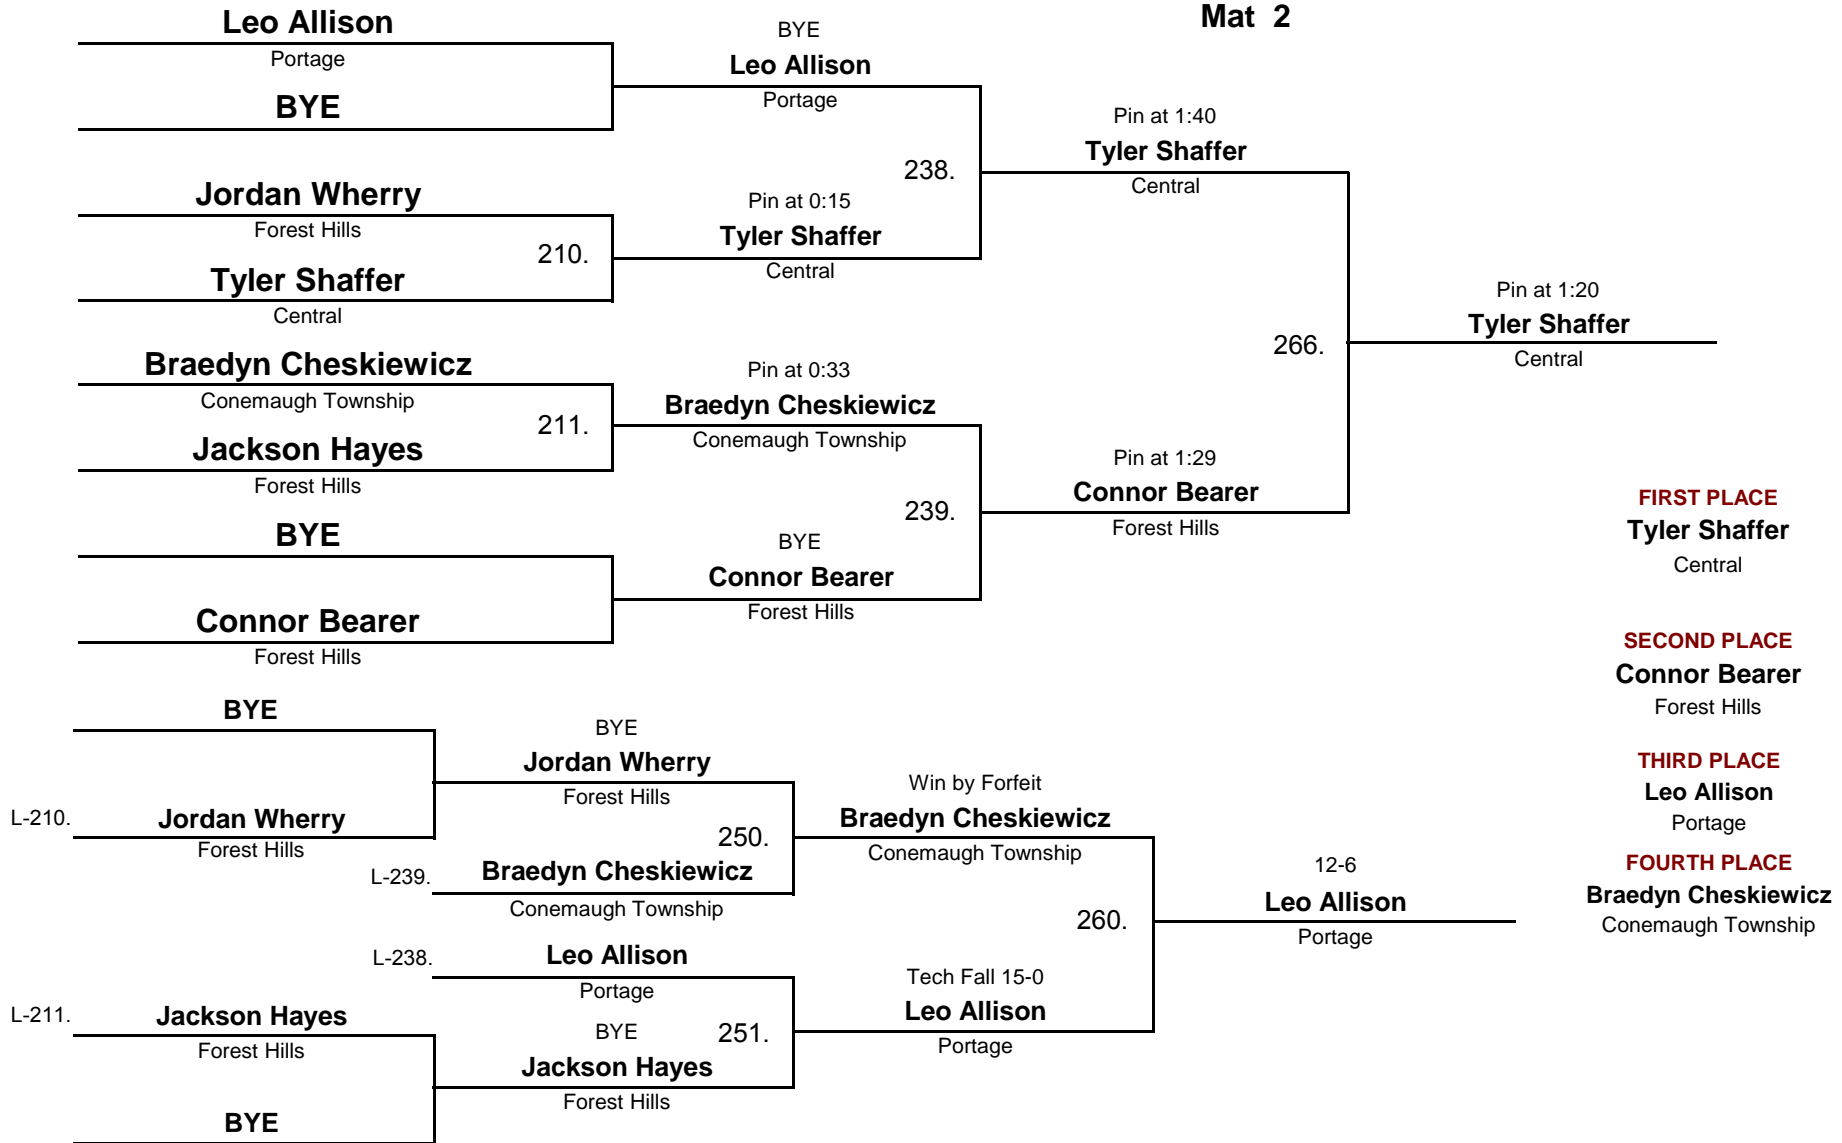 Mat 2
Leo Allison
Portage
BYE
Jordan Wherry
Forest Hills
210.
Tyler Shaffer
Central
Braedyn Cheskiewicz
Conemaugh Township
211.
Jackson Hayes
Forest Hills
BYE
Connor Bearer
Forest Hills
BYE
Leo Allison
Portage
238.
Pin at 0:15
Tyler Shaffer
Central
Pin at 0:33
Braedyn Cheskiewicz
Conemaugh Township
239.
BYE
Connor Bearer
Forest Hills
Pin at 1:40
Tyler Shaffer
Central
266.
Pin at 1:29
Connor Bearer
Forest Hills
Pin at 1:20
Tyler Shaffer
Central
FIRST PLACE
Tyler Shaffer
Central
SECOND PLACE
Connor Bearer
Forest Hills
THIRD PLACE
Leo Allison
Portage
FOURTH PLACE
Braedyn Cheskiewicz
Conemaugh Township
BYE
L-210.
Jordan Wherry
Forest Hills
L-211.
Jackson Hayes
Forest Hills
BYE
BYE
Jordan Wherry
Forest Hills
250.
L-239.
Braedyn Cheskiewicz
Conemaugh Township
L-238.
Leo Allison
Portage
BYE
251.
Jackson Hayes
Forest Hills
Win by Forfeit
Braedyn Cheskiewicz
Conemaugh Township
260.
Tech Fall 15-0
Leo Allison
Portage
12-6
Leo Allison
Portage